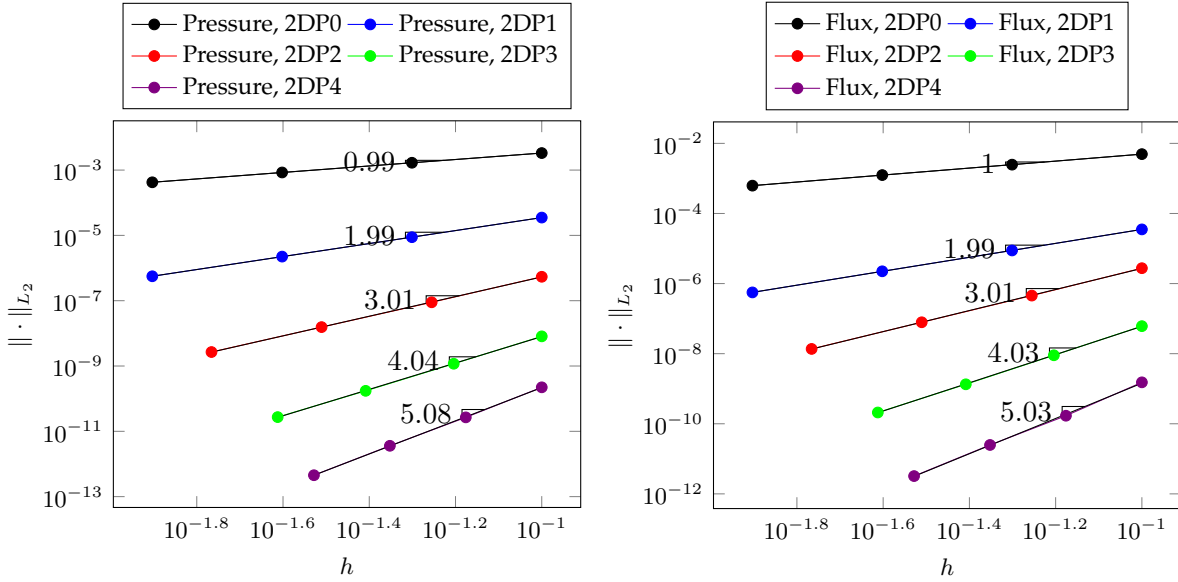 Pressure, 2DP0 Pressure, 2DP1
Pressure, 2DP2 Pressure, 2DP3
Pressure, 2DP4
10^{-3}
10^{-5}
10^{-7}
10^{-9}
10^{-11}
10^{-13}
|| · ||_{L_2}
0.99
1.99
3.01
4.04
5.08
10^{-1.8} 10^{-1.6} 10^{-1.4} 10^{-1.2} 10^{-1}
h
Flux, 2DP0 Flux, 2DP1
Flux, 2DP2 Flux, 2DP3
Flux, 2DP4
10^{-2}
10^{-4}
10^{-6}
10^{-8}
10^{-10}
10^{-12}
|| · ||_{L_2}
1
1.99
3.01
4.03
5.03
10^{-1.8} 10^{-1.6} 10^{-1.4} 10^{-1.2} 10^{-1}
h